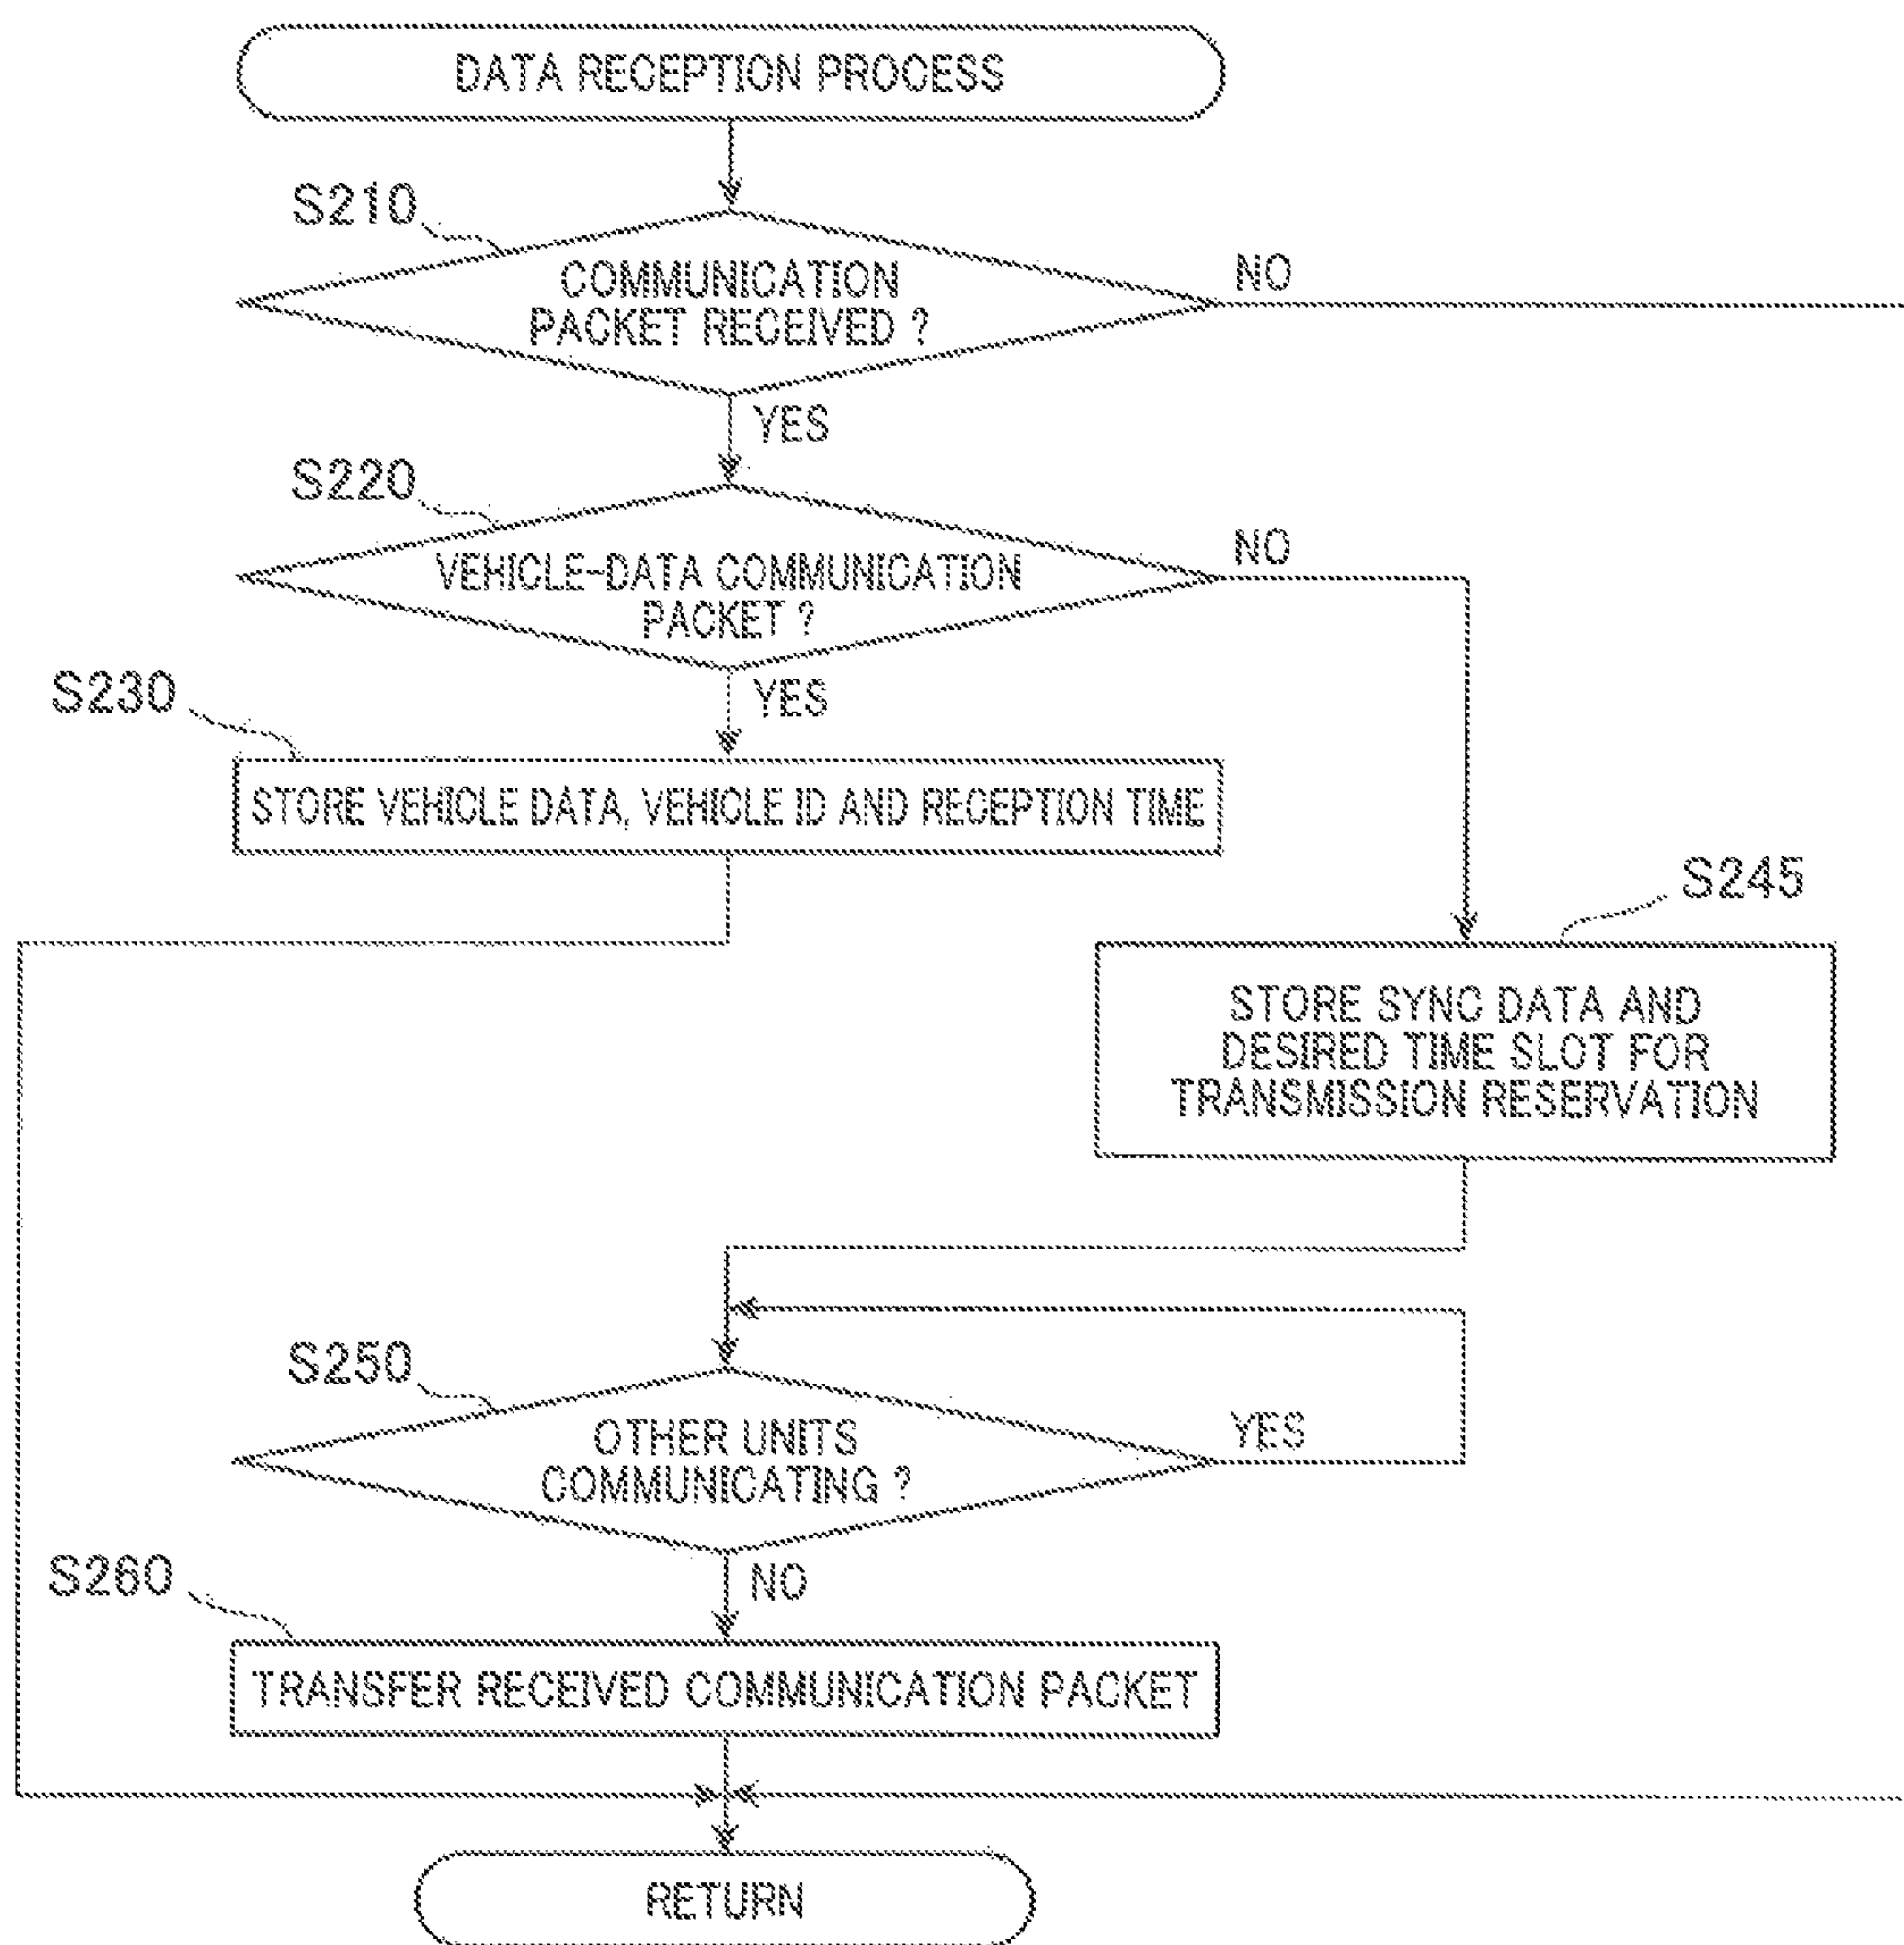 DATA RECEPTION PROCESS
S210
COMMUNICATION
PACKET RECEIVED ?
NO
YES
S220
VEHICLE-DATA COMMUNICATION
PACKET ?
NO
YES
S230
STORE VEHICLE DATA, VEHICLE ID AND RECEPTION TIME
S245
STORE SYNC DATA AND
DESIRED TIME SLOT FOR
TRANSMISSION RESERVATION
S250
OTHER UNITS
COMMUNICATING ?
YES
NO
S260
TRANSFER RECEIVED COMMUNICATION PACKET
RETURN